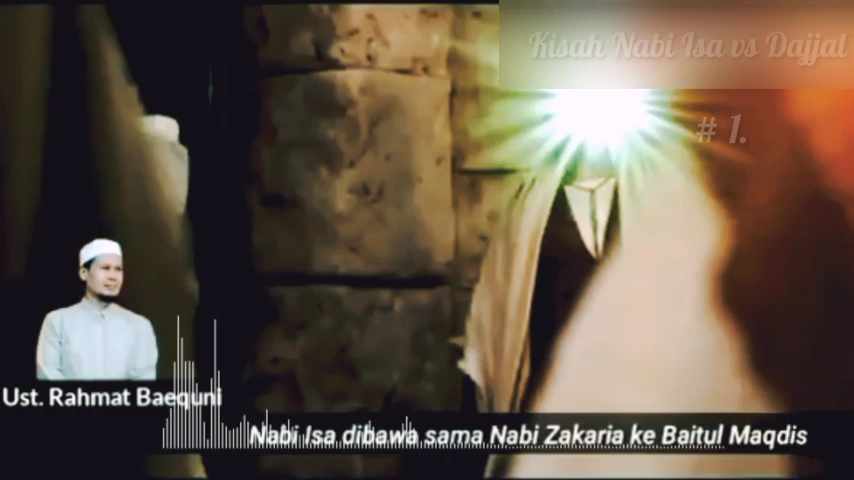 Kisah Nabi Isa vs Dajjal
# 1.
Ust. Rahmat Baequni
Nabi Isa dibawa sama Nabi Zakaria ke Baitul Maqdis